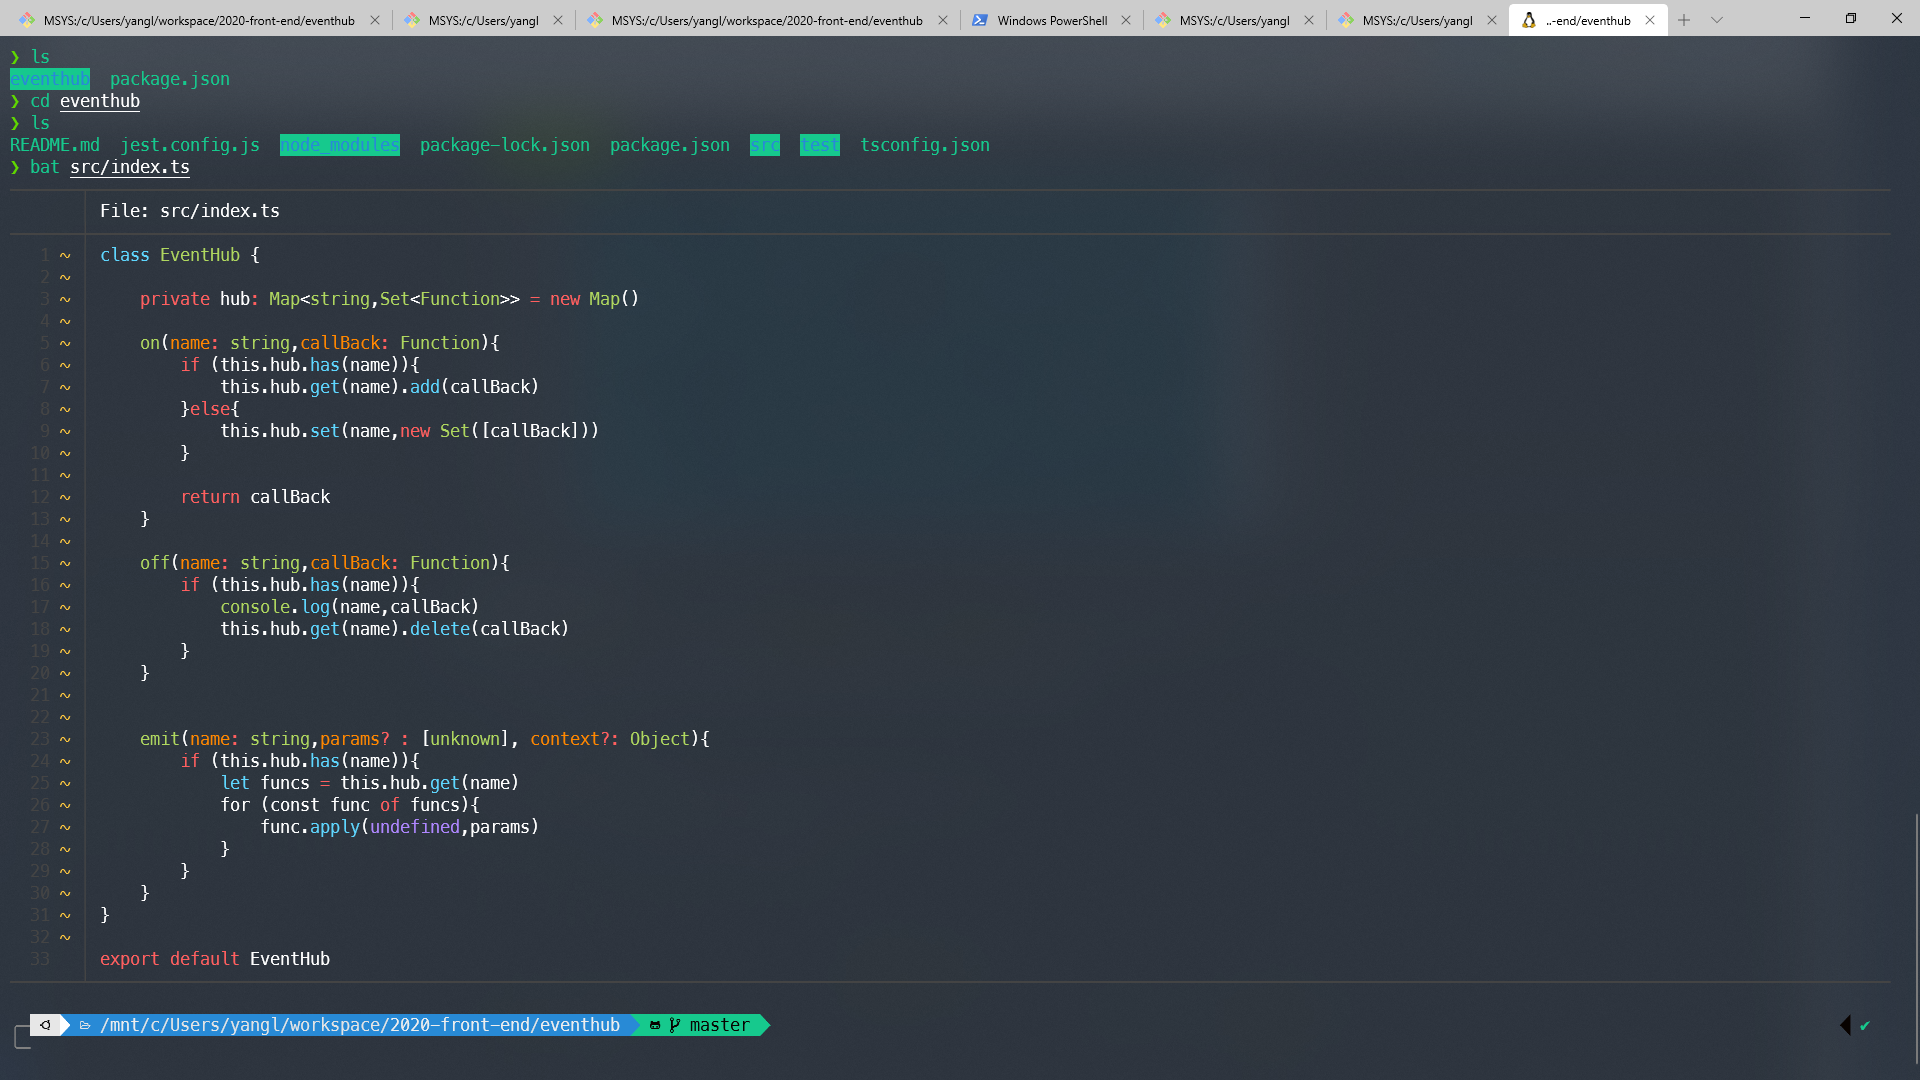 MSYS:/c/Users/yangl/workspace/2020-front-end/eventhub MSYS:/c/Users/yangl MSYS:/c/Users/yangl/workspace/2020-front-end/eventhub Windows PowerShell MSYS:/c/Users/yangl MSYS:/c/Users/yangl ..-end/eventhub
❯ ls
eventhub package.json
❯ cd eventhub
❯ ls
README.md jest.config.js node_modules package-lock.json package.json src test tsconfig.json
❯ bat src/index.ts
File: src/index.ts
1 ~ class EventHub {
2 ~
3 ~ private hub: Map<string,Set<Function>> = new Map()
4 ~
5 ~ on(name: string,callBack: Function){
6 ~ if (this.hub.has(name)){
7 ~ this.hub.get(name).add(callBack)
8 ~ }else{
9 ~ this.hub.set(name,new Set([callBack]))
10 ~ }
11 ~
12 ~ return callBack
13 ~ }
14 ~
15 ~ off(name: string,callBack: Function){
16 ~ if (this.hub.has(name)){
17 ~ console.log(name,callBack)
18 ~ this.hub.get(name).delete(callBack)
19 ~ }
20 ~ }
21 ~
22 ~
23 ~ emit(name: string,params? : [unknown], context?: Object){
24 ~ if (this.hub.has(name)){
25 ~ let funcs = this.hub.get(name)
26 ~ for (const func of funcs){
27 ~ func.apply(undefined,params)
28 ~ }
29 ~ }
30 ~ }
31 ~ }
32 ~
33 export default EventHub
/mnt/c/Users/yangl/workspace/2020-front-end/eventhub master ✔